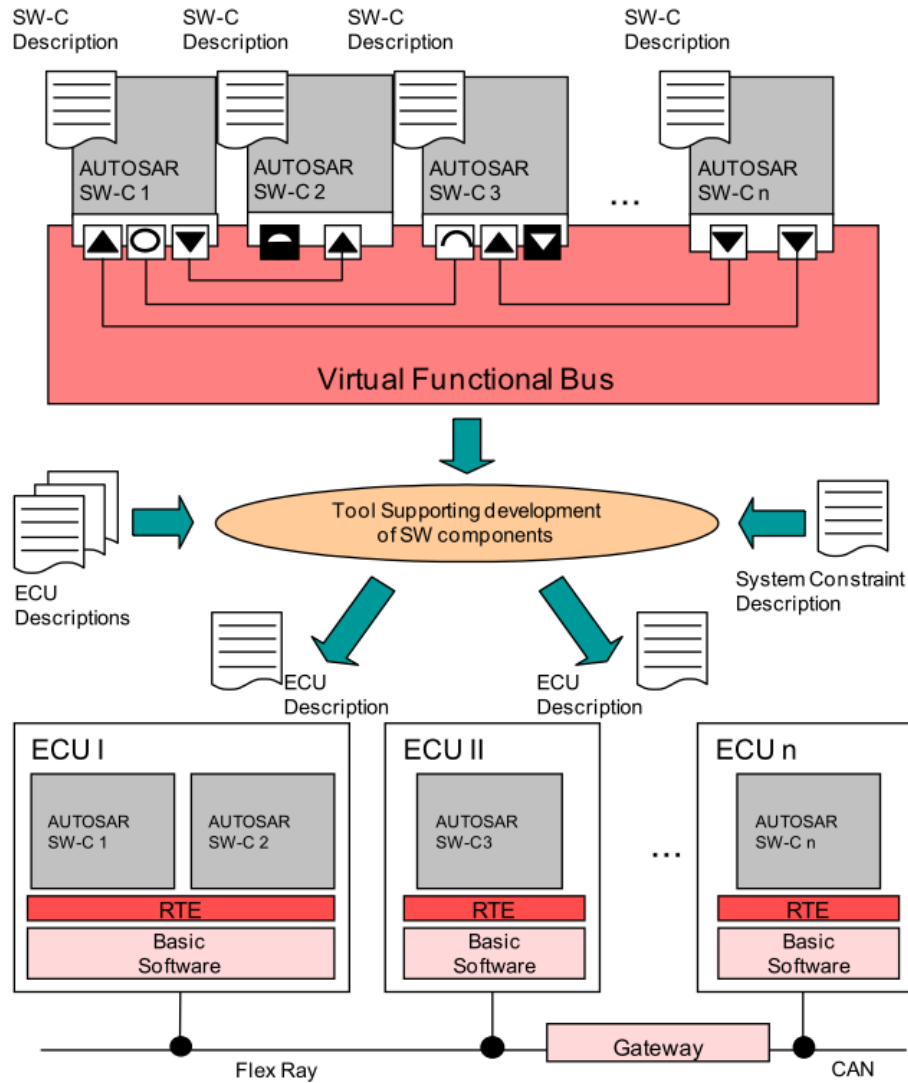 SW-C
Description
SW-C
Description
SW-C
Description
SW-C
Description
AUTOSAR
SW-C 1
AUTOSAR
SW-C 2
AUTOSAR
SW-C 3
...
AUTOSAR
SW-C n
Virtual Functional Bus
Tool Supporting development
of SW components
ECU
Descriptions
System Constraint
Description
ECU
Description
ECU
Description
ECU I
AUTOSAR
SW-C 1
AUTOSAR
SW-C 2
RTE
Basic
Software
ECU II
AUTOSAR
SW-C3
RTE
Basic
Software
...
ECU n
AUTOSAR
SW-C n
RTE
Basic
Software
Flex Ray
Gateway
CAN